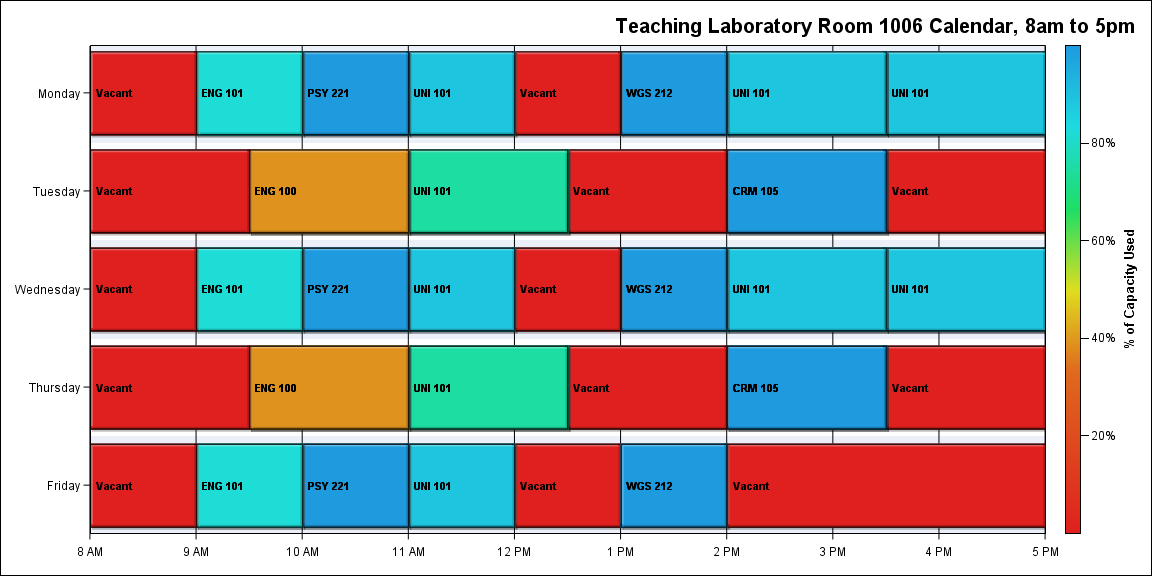 Teaching Laboratory Room 1006 Calendar, 8am to 5pm
Monday
Vacant
ENG 101
PSY 221
UNI 101
Vacant
WGS 212
UNI 101
UNI 101
Tuesday
Vacant
ENG 100
UNI 101
Vacant
CRM 105
Vacant
Wednesday
Vacant
ENG 101
PSY 221
UNI 101
Vacant
WGS 212
UNI 101
UNI 101
Thursday
Vacant
ENG 100
UNI 101
Vacant
CRM 105
Vacant
Friday
Vacant
ENG 101
PSY 221
UNI 101
Vacant
WGS 212
Vacant
8 AM
9 AM
10 AM
11 AM
12 PM
1 PM
2 PM
3 PM
4 PM
5 PM
80%
60%
40%
20%
% of Capacity Used